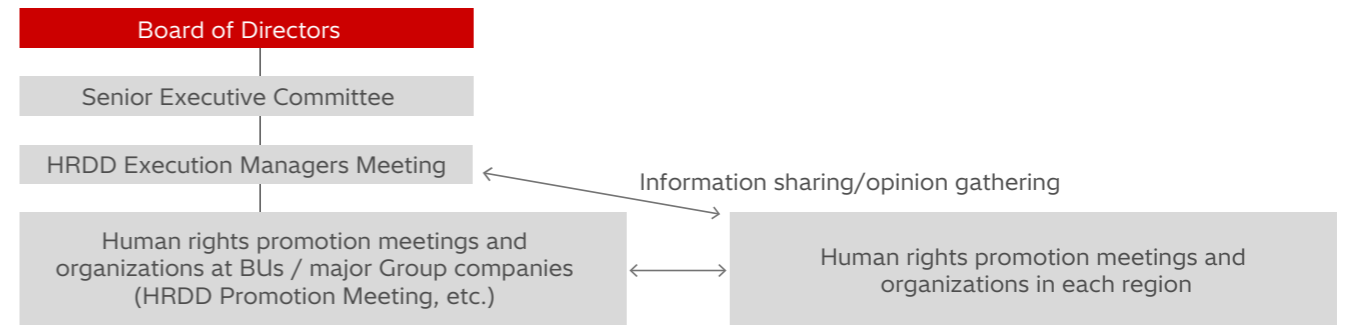 Board of Directors
Senior Executive Committee
HRDD Execution Managers Meeting
Information sharing/opinion gathering
Human rights promotion meetings and
organizations at BUs / major Group companies
(HRDD Promotion Meeting, etc.)
Human rights promotion meetings and
organizations in each region